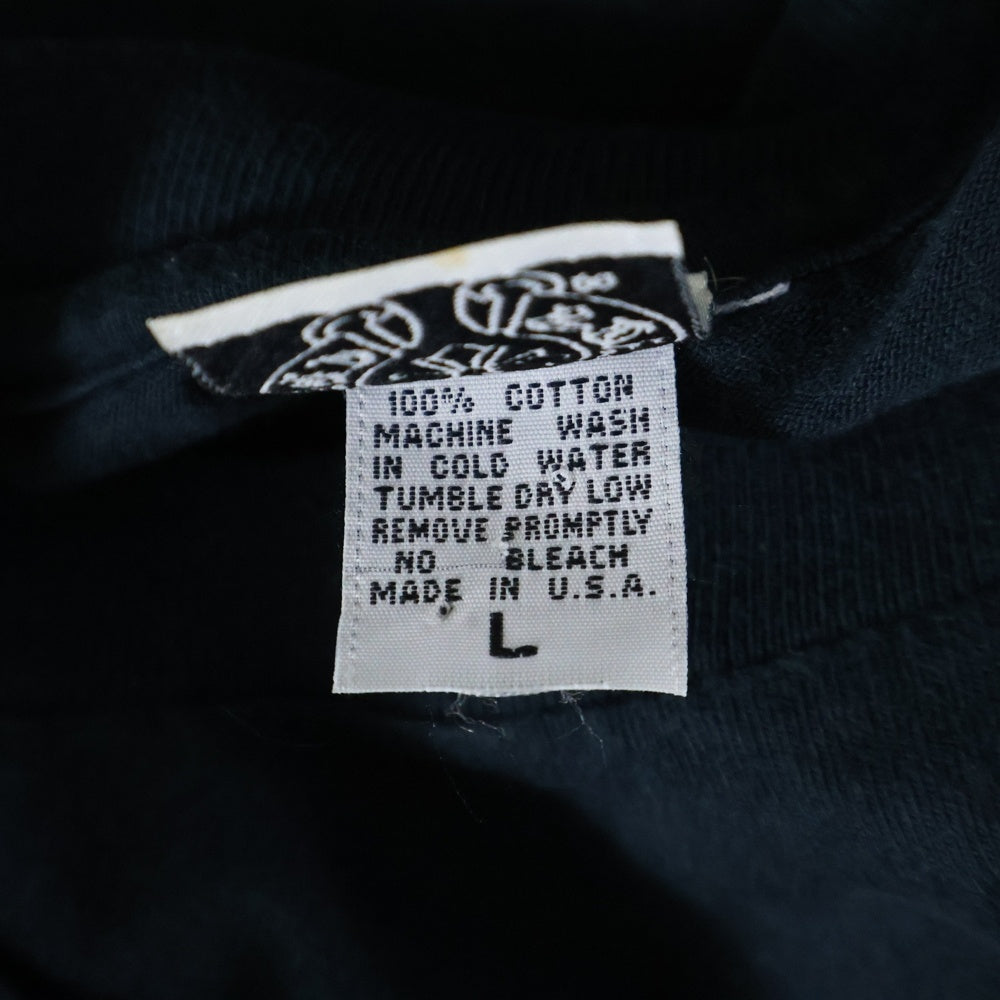 100% COTTON
MACHINE WASH
IN COLD WATER
TUMBLE DRY LOW
REMOVE PROMPTLY
NO BLEACH
MADE IN U.S.A.
L